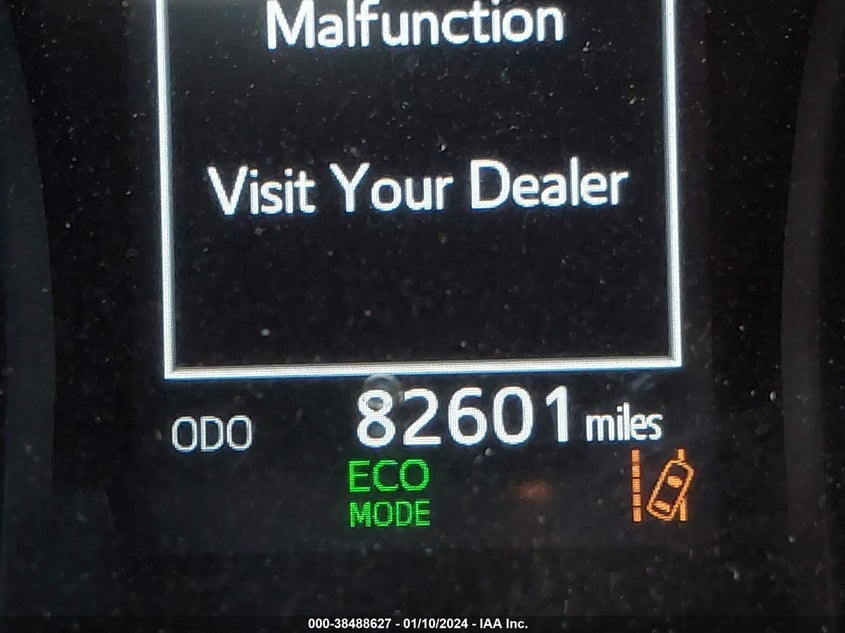 Malfunction
Visit Your Dealer
ODO 82601 miles
ECO
MODE
000-38488627 - 01/10/2024 - IAA Inc.